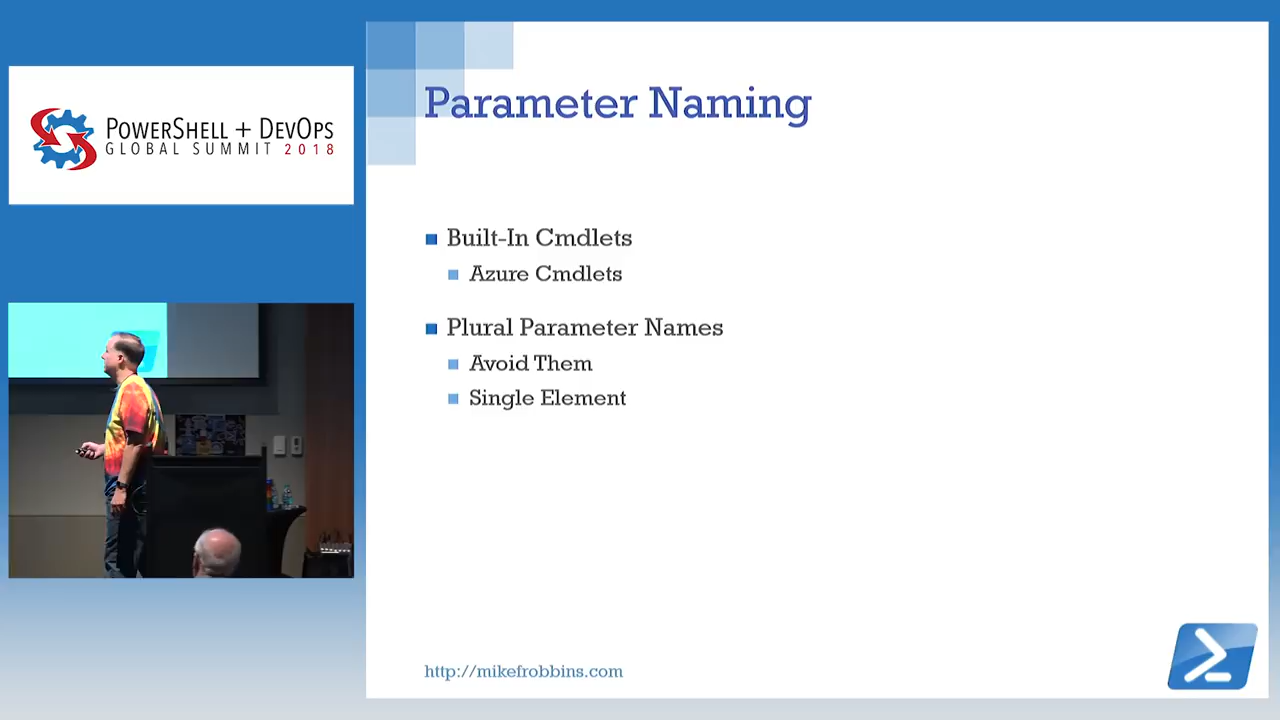 POWERSHELL + DEVOPS
GLOBAL SUMMIT 2018
Parameter Naming
Built-In Cmdlets
Azure Cmdlets
Plural Parameter Names
Avoid Them
Single Element
http://mikefrobbins.com